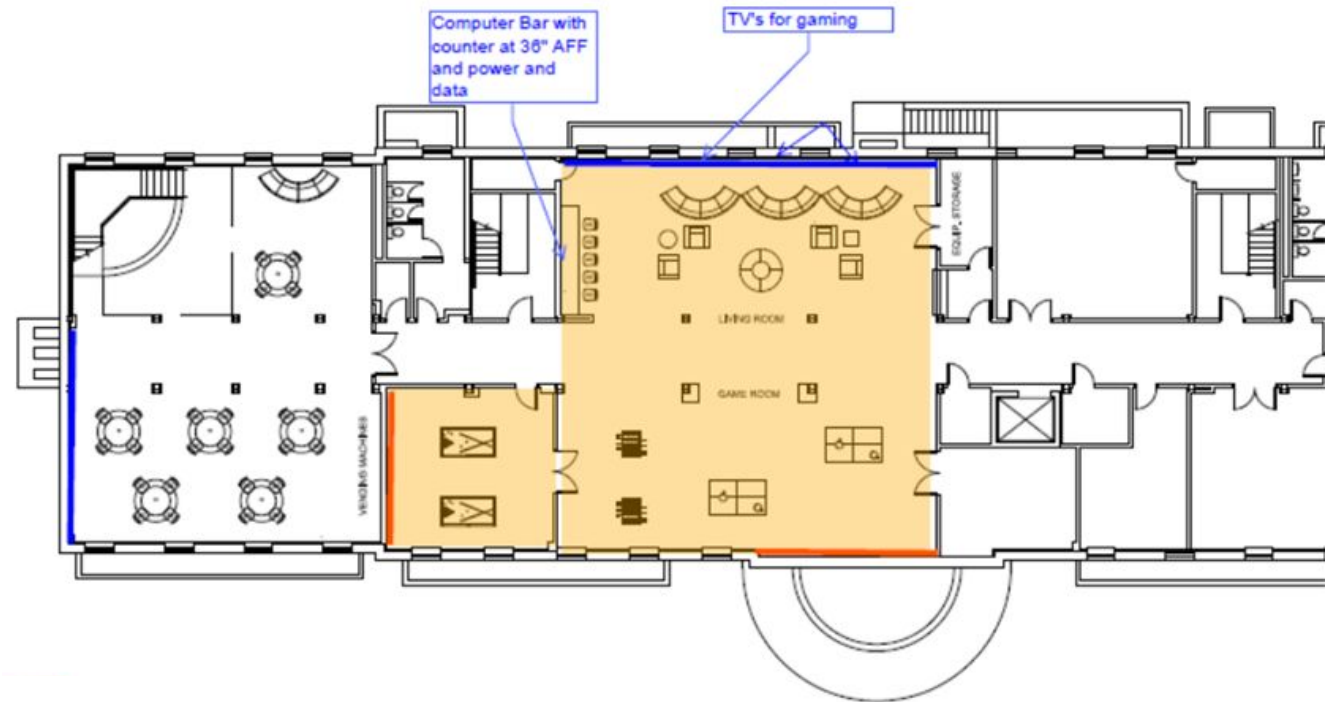 Computer Bar with
counter at 36" AFF
and power and
data
TV's for gaming
EQUIP. STORAGE
LIVING ROOM
GAME ROOM
VENDING MACHINES